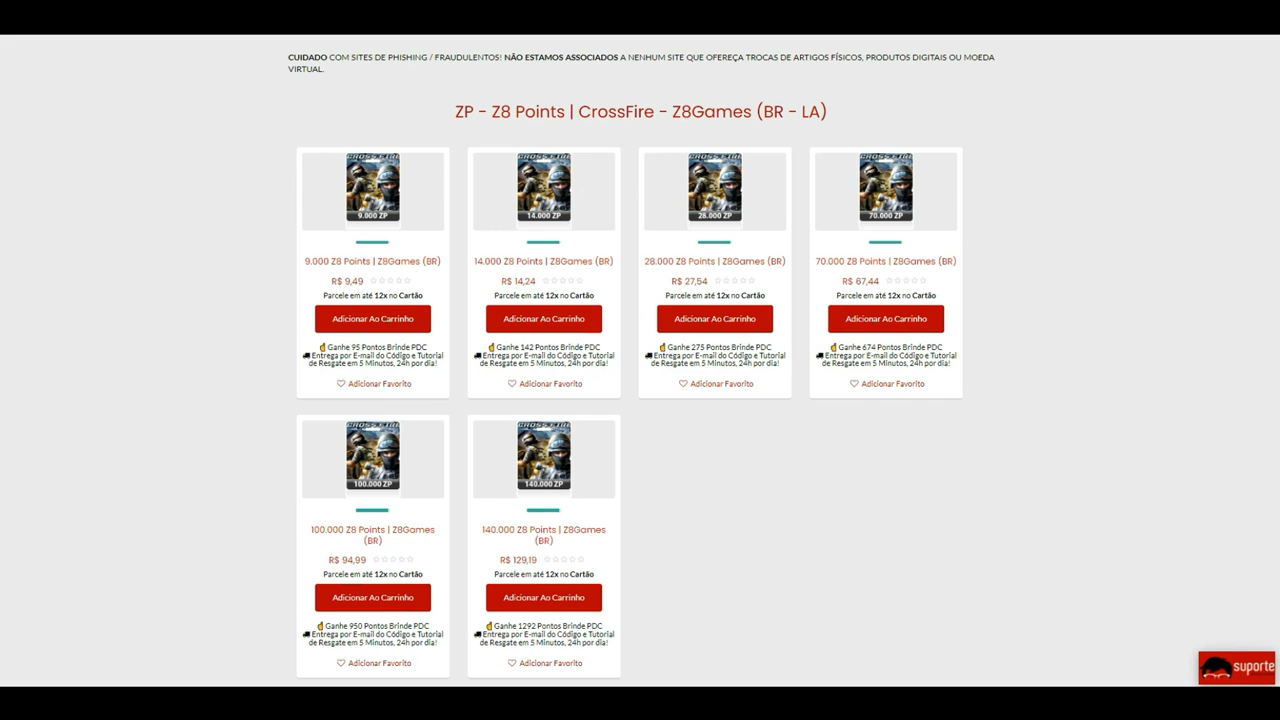 CUIDADO COM SITES DE PHISHING / FRAUDULENTOS! NÃO ESTAMOS ASSOCIADOS A NENHUM SITE QUE OFEREÇA TROCAS DE ARTIGOS FÍSICOS, PRODUTOS DIGITAIS OU MOEDA
VIRTUAL.
ZP - Z8 Points | CrossFire - Z8Games (BR - LA)
CROSS FIRE
9.000 ZP
9.000 Z8 Points | Z8Games (BR)
R$ 9,49
Parcele em até 12x no Cartão
Adicionar Ao Carrinho
Ganhe 95 Pontos Brinde PDC
Entrega por E-mail do Código e Tutorial
de Resgate em 5 Minutos, 24h por dia!
Adicionar Favorito
CROSS FIRE
14.000 ZP
14.000 Z8 Points | Z8Games (BR)
R$ 14,24
Parcele em até 12x no Cartão
Adicionar Ao Carrinho
Ganhe 142 Pontos Brinde PDC
Entrega por E-mail do Código e Tutorial
de Resgate em 5 Minutos, 24h por dia!
Adicionar Favorito
CROSS FIRE
28.000 ZP
28.000 Z8 Points | Z8Games (BR)
R$ 27,54
Parcele em até 12x no Cartão
Adicionar Ao Carrinho
Ganhe 275 Pontos Brinde PDC
Entrega por E-mail do Código e Tutorial
de Resgate em 5 Minutos, 24h por dia!
Adicionar Favorito
CROSS FIRE
70.000 ZP
70.000 Z8 Points | Z8Games (BR)
R$ 67,44
Parcele em até 12x no Cartão
Adicionar Ao Carrinho
Ganhe 674 Pontos Brinde PDC
Entrega por E-mail do Código e Tutorial
de Resgate em 5 Minutos, 24h por dia!
Adicionar Favorito
CROSS FIRE
100.000 ZP
100.000 Z8 Points | Z8Games
(BR)
R$ 94,99
Parcele em até 12x no Cartão
Adicionar Ao Carrinho
Ganhe 950 Pontos Brinde PDC
Entrega por E-mail do Código e Tutorial
de Resgate em 5 Minutos, 24h por dia!
Adicionar Favorito
CROSS FIRE
140.000 ZP
140.000 Z8 Points | Z8Games
(BR)
R$ 129,19
Parcele em até 12x no Cartão
Adicionar Ao Carrinho
Ganhe 1292 Pontos Brinde PDC
Entrega por E-mail do Código e Tutorial
de Resgate em 5 Minutos, 24h por dia!
Adicionar Favorito
suporte